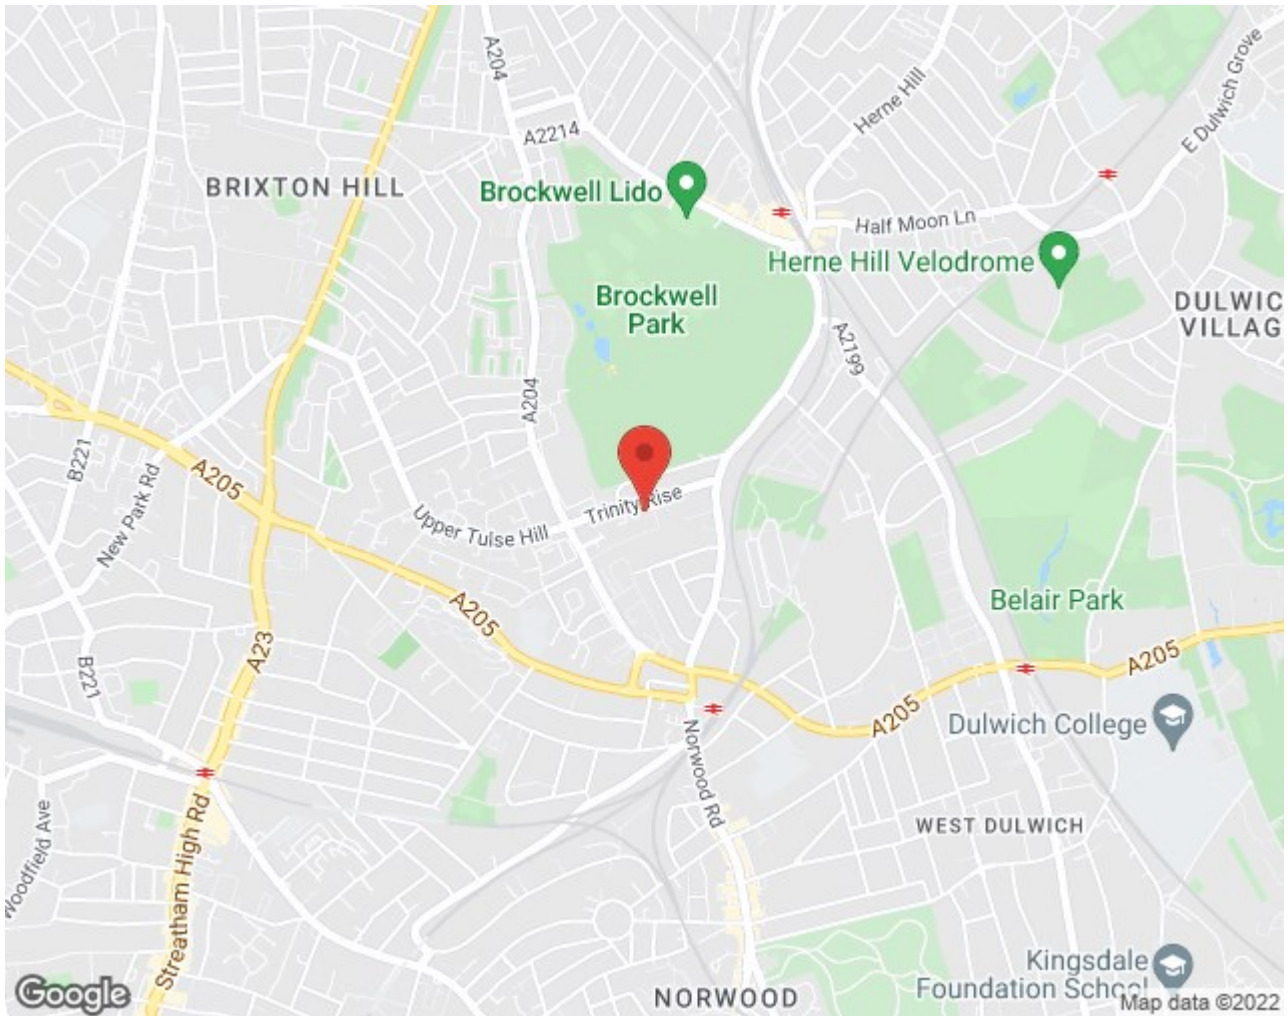 A204
Herne Hill
E Dulwich Grove
A2214
BRIXTON HILL
Brockwell Lido
Half Moon Ln
Herne Hill Velodrome
Brockwell
Park
DULWIC
VILLAG
A2199
A204
B221
New Park Rd
A205
Trinity Rise
Upper Tulse Hill
A205
Belair Park
A23
B221
A205
A205
Dulwich College
Norwood Rd
WEST DULWICH
Woodfield Ave
Streatham High Rd
Kingsdale
Foundation School
NORWOOD
Google
Map data ©2022